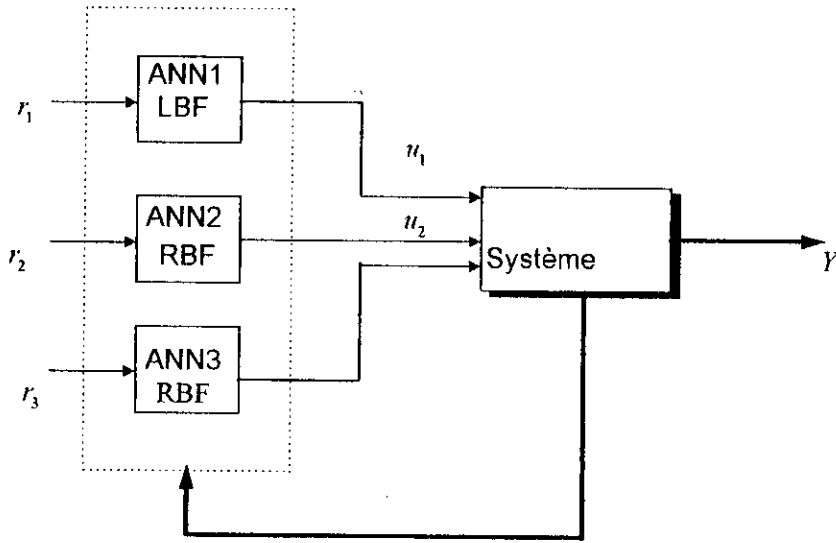 ANN1
LBF
r₁
u₁
ANN2
RBF
u₂
r₂
Système
Y
ANN3
RBF
r₃